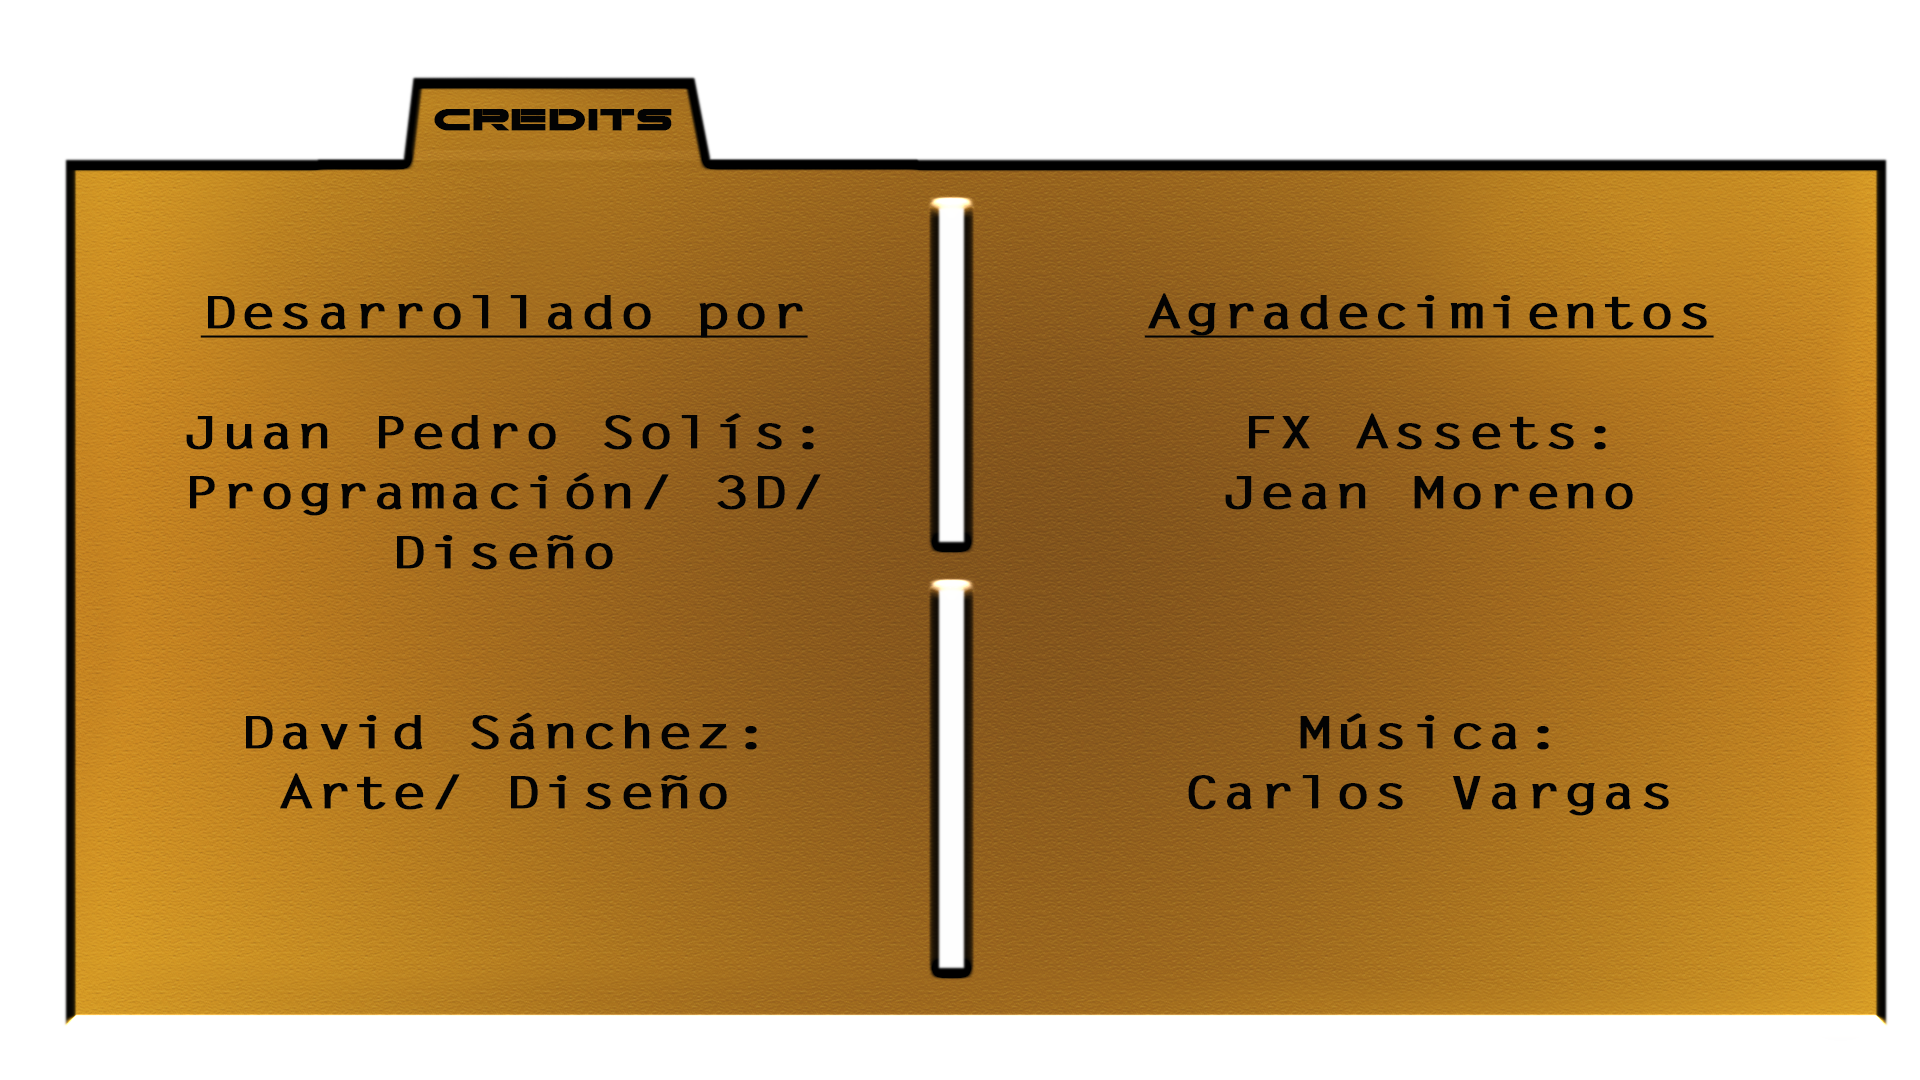 CREDITS
Desarrollado por
Juan Pedro Solís:
Programación/ 3D/
Diseño
David Sánchez:
Arte/ Diseño
Agradecimientos
FX Assets:
Jean Moreno
Música:
Carlos Vargas